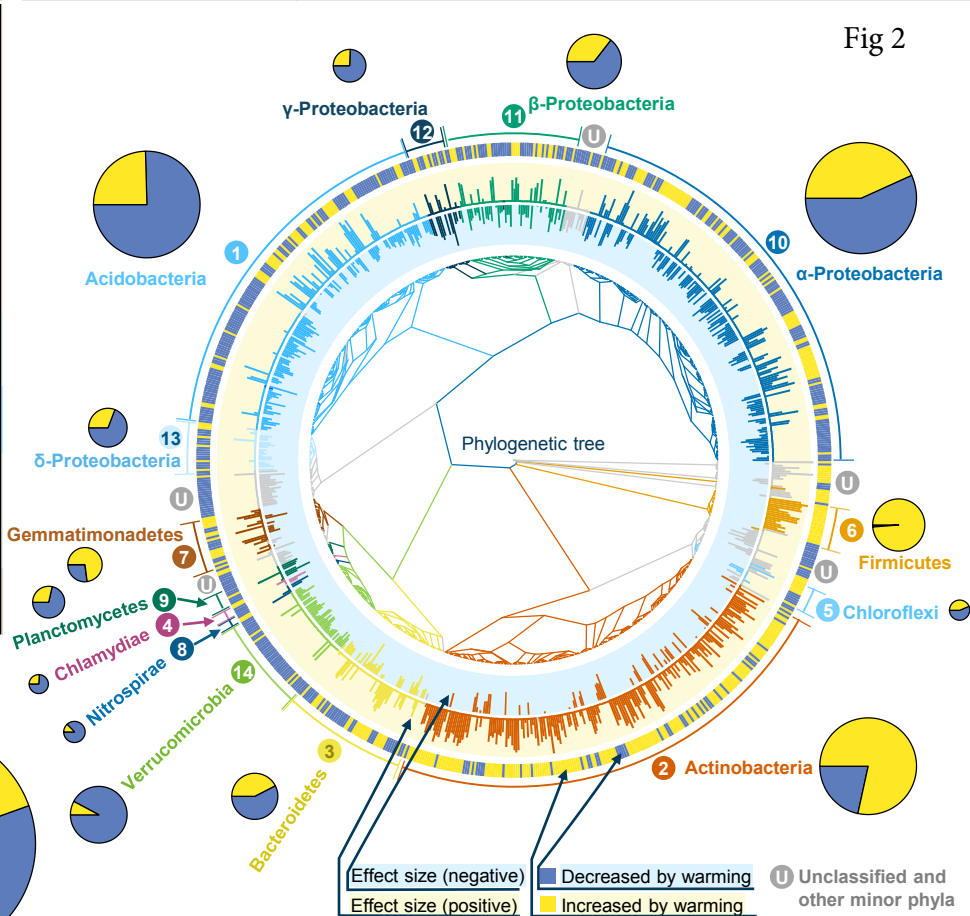 Fig 2
γ-Proteobacteria
12
11
β-Proteobacteria
U
Acidobacteria
1
10
α-Proteobacteria
Phylogenetic tree
13
δ-Proteobacteria
U
U
Gemmatimonadetes
7
6
Firmicutes
U
U
Planctomycetes 9
5 Chloroflexi
Chlamydiae 4
Nitrospirae 8
Verrucomicrobia 14
Bacteroidetes 3
2 Actinobacteria
Effect size (negative)
Effect size (positive)
Decreased by warming
Increased by warming
U Unclassified and
other minor phyla